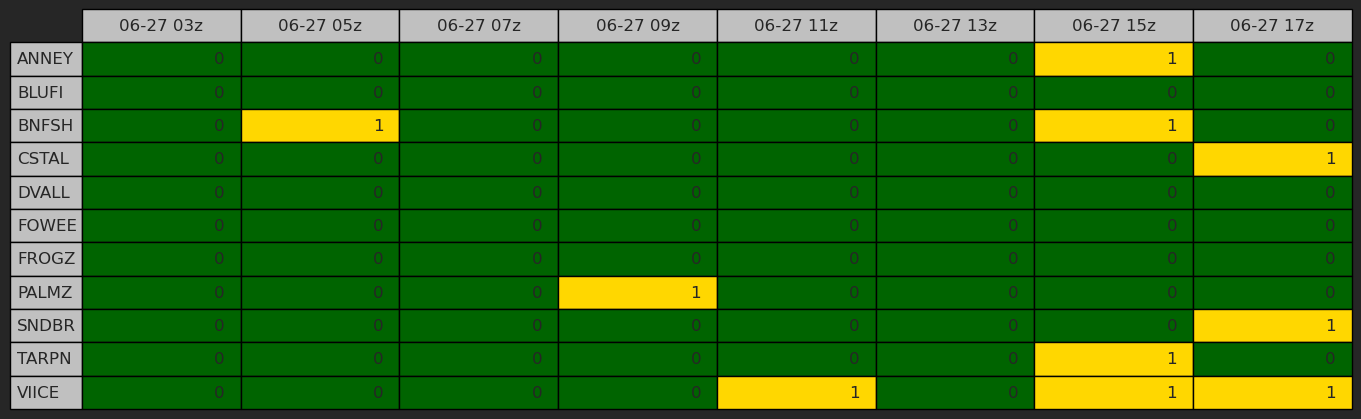 06-27 03z 06-27 05z 06-27 07z 06-27 09z 06-27 11z 06-27 13z 06-27 15z 06-27 17z
ANNEY 0 0 0 0 0 0 1 0
BLUFI 0 0 0 0 0 0 0 0
BNFSH 0 1 0 0 0 0 1 0
CSTAL 0 0 0 0 0 0 0 1
DVALL 0 0 0 0 0 0 0 0
FOWEE 0 0 0 0 0 0 0 0
FROGZ 0 0 0 0 0 0 0 0
PALMZ 0 0 0 1 0 0 0 0
SNDBR 0 0 0 0 0 0 0 1
TARPN 0 0 0 0 0 0 1 0
VIICE 0 0 0 0 1 0 1 1